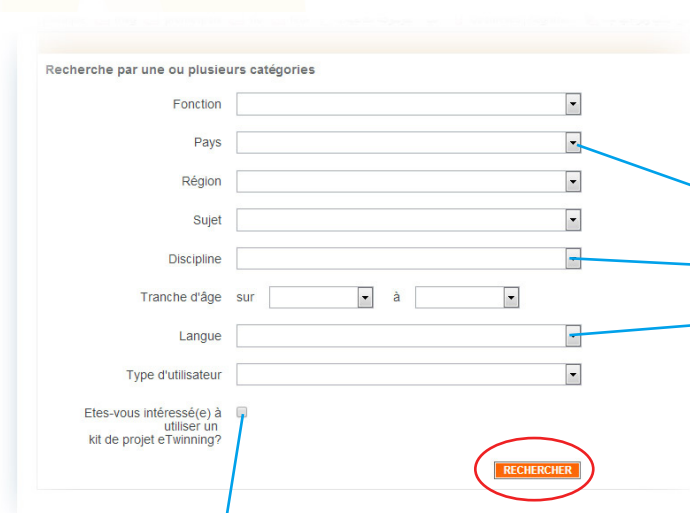 Recherche par une ou plusieurs catégories
Fonction
Pays
Région
Sujet
Discipline
Tranche d'âge sur à
Langue
Type d'utilisateur
Etes-vous intéressé(e) à
utiliser un
kit de projet eTwinning?
RECHERCHER